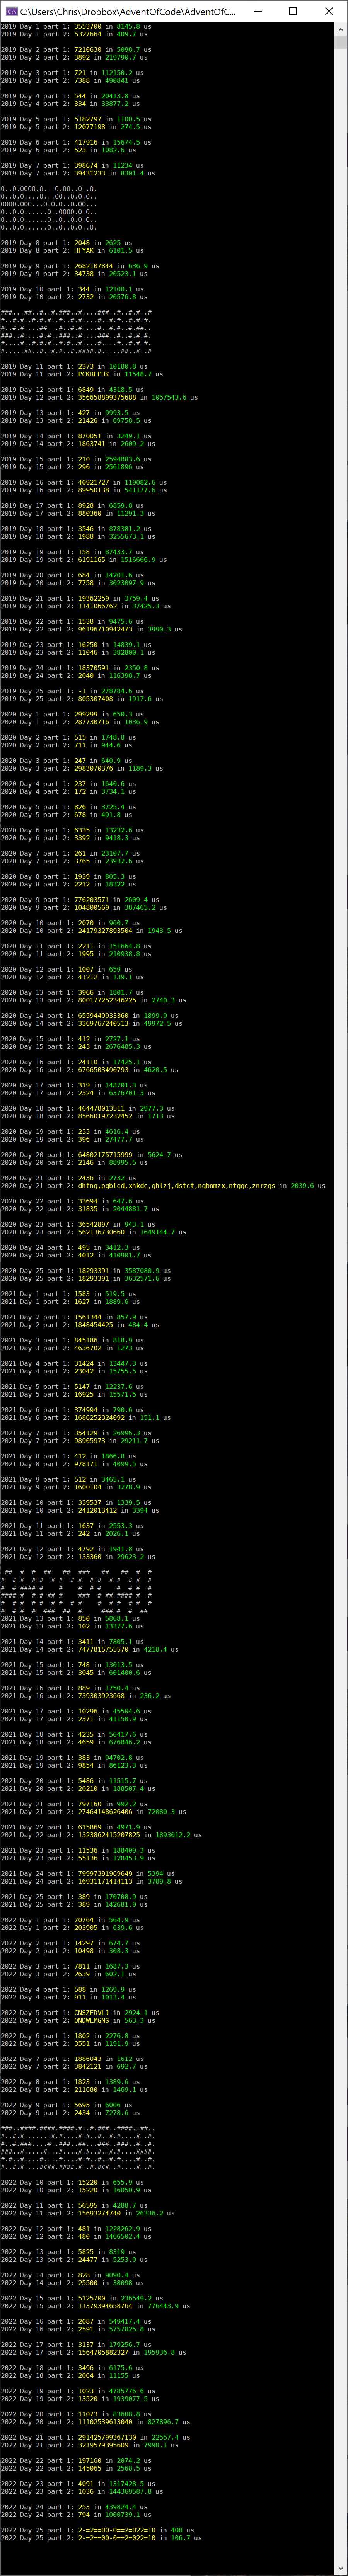 C:\Users\Chris\Dropbox\AdventOfCode\AdventOfC...
2019 Day 1 part 1: 3553700 in 8145.8 us
2019 Day 1 part 2: 5327664 in 409.7 us
2019 Day 2 part 1: 7210630 in 5098.7 us
2019 Day 2 part 2: 3892 in 219790.7 us
2019 Day 3 part 1: 721 in 112150.2 us
2019 Day 3 part 2: 7388 in 490841 us
2019 Day 4 part 1: 544 in 20413.8 us
2019 Day 4 part 2: 334 in 33877.2 us
2019 Day 5 part 1: 5182797 in 1100.5 us
2019 Day 5 part 2: 12077198 in 274.5 us
2019 Day 6 part 1: 417916 in 15674.5 us
2019 Day 6 part 2: 523 in 1082.6 us
2019 Day 7 part 1: 398674 in 11234 us
2019 Day 7 part 2: 39431233 in 8301.4 us
2019 Day 8 part 1: 2048 in 2625 us
2019 Day 8 part 2: HFYAK in 6101.5 us
2019 Day 9 part 1: 2682107844 in 636.9 us
2019 Day 9 part 2: 34738 in 20523.1 us
2019 Day 10 part 1: 344 in 12100.1 us
2019 Day 10 part 2: 2732 in 20576.8 us
2019 Day 11 part 1: 2373 in 10180.8 us
2019 Day 11 part 2: PCKRLPUK in 11548.7 us
2019 Day 12 part 1: 6849 in 4318.5 us
2019 Day 12 part 2: 356658899375688 in 1057543.6 us
2019 Day 13 part 1: 427 in 9993.5 us
2019 Day 13 part 2: 21426 in 69758.5 us
2019 Day 14 part 1: 870051 in 3249.1 us
2019 Day 14 part 2: 1863741 in 2609.2 us
2019 Day 15 part 1: 210 in 2594883.6 us
2019 Day 15 part 2: 290 in 2561896 us
2019 Day 16 part 1: 40921727 in 119082.6 us
2019 Day 16 part 2: 89950138 in 541177.6 us
2019 Day 17 part 1: 8928 in 6859.8 us
2019 Day 17 part 2: 880360 in 11291.3 us
2019 Day 18 part 1: 3546 in 878381.2 us
2019 Day 18 part 2: 1988 in 3255673.1 us
2019 Day 19 part 1: 158 in 87433.7 us
2019 Day 19 part 2: 6191165 in 1516666.9 us
2019 Day 20 part 1: 684 in 14201.6 us
2019 Day 20 part 2: 7758 in 3023097.9 us
2019 Day 21 part 1: 19362259 in 3759.4 us
2019 Day 21 part 2: 1141066762 in 37425.3 us
2019 Day 22 part 1: 1538 in 9475.6 us
2019 Day 22 part 2: 96196710942473 in 3990.3 us
2019 Day 23 part 1: 16250 in 14839.1 us
2019 Day 23 part 2: 11046 in 382800.1 us
2019 Day 24 part 1: 18370591 in 2350.8 us
2019 Day 24 part 2: 2040 in 116398.7 us
2019 Day 25 part 1: -1 in 278784.6 us
2019 Day 25 part 2: 805307408 in 1917.6 us
2020 Day 1 part 1: 299299 in 650.3 us
2020 Day 1 part 2: 287730716 in 1036.9 us
2020 Day 2 part 1: 515 in 1748.8 us
2020 Day 2 part 2: 711 in 944.6 us
2020 Day 3 part 1: 247 in 640.9 us
2020 Day 3 part 2: 2983070376 in 1189.3 us
2020 Day 4 part 1: 237 in 1640.6 us
2020 Day 4 part 2: 172 in 3734.1 us
2020 Day 5 part 1: 826 in 3725.4 us
2020 Day 5 part 2: 678 in 491.8 us
2020 Day 6 part 1: 6335 in 13232.6 us
2020 Day 6 part 2: 3392 in 9418.3 us
2020 Day 7 part 1: 261 in 23107.7 us
2020 Day 7 part 2: 3765 in 23932.6 us
2020 Day 8 part 1: 1939 in 805.3 us
2020 Day 8 part 2: 2212 in 18322 us
2020 Day 9 part 1: 776203571 in 2609.4 us
2020 Day 9 part 2: 104800569 in 387465.2 us
2020 Day 10 part 1: 2070 in 960.7 us
2020 Day 10 part 2: 24179327893504 in 1043.5 us
2020 Day 11 part 1: 2211 in 151664.8 us
2020 Day 11 part 2: 1995 in 210938.8 us
2020 Day 12 part 1: 1007 in 659 us
2020 Day 12 part 2: 41212 in 139.1 us
2020 Day 13 part 1: 3966 in 1801.7 us
2020 Day 13 part 2: 800177252346225 in 2740.3 us
2020 Day 14 part 1: 6559449933360 in 1899.9 us
2020 Day 14 part 2: 3369767240513 in 49972.5 us
2020 Day 15 part 1: 412 in 2727.1 us
2020 Day 15 part 2: 243 in 2676485.3 us
2020 Day 16 part 1: 24110 in 17425.1 us
2020 Day 16 part 2: 6766503490793 in 4628.5 us
2020 Day 17 part 1: 319 in 148701.3 us
2020 Day 17 part 2: 2324 in 6376701.3 us
2020 Day 18 part 1: 464478013511 in 2977.3 us
2020 Day 18 part 2: 85660197232452 in 1713 us
2020 Day 19 part 1: 233 in 4616.4 us
2020 Day 19 part 2: 396 in 27477.7 us
2020 Day 20 part 1: 64802175715999 in 5624.7 us
2020 Day 20 part 2: 2146 in 88995.5 us
2020 Day 21 part 1: 2436 in 2732 us
2020 Day 21 part 2: dhfng,pgblcd,xhkdc,ghlzj,dstct,nqbnmzx,ntggc,znrzgs in 2039.6 us
2020 Day 22 part 1: 33694 in 647.6 us
2020 Day 22 part 2: 31835 in 2044881.7 us
2020 Day 23 part 1: 36542897 in 943.1 us
2020 Day 23 part 2: 562136730660 in 1649144.7 us
2020 Day 24 part 1: 495 in 3412.3 us
2020 Day 24 part 2: 4012 in 410901.7 us
2020 Day 25 part 1: 18293391 in 3587080.9 us
2020 Day 25 part 2: 18293391 in 3632571.6 us
2021 Day 1 part 1: 1583 in 519.5 us
2021 Day 1 part 2: 1627 in 1889.6 us
2021 Day 2 part 1: 1561344 in 857.9 us
2021 Day 2 part 2: 1848454425 in 484.4 us
2021 Day 3 part 1: 845186 in 818.9 us
2021 Day 3 part 2: 4636702 in 1273 us
2021 Day 4 part 1: 31424 in 13447.3 us
2021 Day 4 part 2: 23042 in 15755.5 us
2021 Day 5 part 1: 5147 in 12237.6 us
2021 Day 5 part 2: 16925 in 15571.5 us
2021 Day 6 part 1: 374994 in 790.6 us
2021 Day 6 part 2: 1686252324092 in 151.1 us
2021 Day 7 part 1: 354129 in 26996.3 us
2021 Day 7 part 2: 98905973 in 29211.7 us
2021 Day 8 part 1: 412 in 1866.8 us
2021 Day 8 part 2: 978171 in 4099.5 us
2021 Day 9 part 1: 512 in 3465.1 us
2021 Day 9 part 2: 1600104 in 3278.9 us
2021 Day 10 part 1: 339537 in 1339.5 us
2021 Day 10 part 2: 2412013412 in 3394 us
2021 Day 11 part 1: 1637 in 2553.3 us
2021 Day 11 part 2: 242 in 2026.1 us
2021 Day 12 part 1: 4792 in 1941.8 us
2021 Day 12 part 2: 133360 in 29623.2 us
2021 Day 13 part 1: 850 in 5868.1 us
2021 Day 13 part 2: 102 in 13377.6 us
2021 Day 14 part 1: 3411 in 7805.1 us
2021 Day 14 part 2: 7477815755570 in 4218.4 us
2021 Day 15 part 1: 748 in 13013.5 us
2021 Day 15 part 2: 3045 in 601400.6 us
2021 Day 16 part 1: 889 in 1750.4 us
2021 Day 16 part 2: 739303923668 in 236.2 us
2021 Day 17 part 1: 10296 in 45504.6 us
2021 Day 17 part 2: 2371 in 41150.9 us
2021 Day 18 part 1: 4235 in 56417.6 us
2021 Day 18 part 2: 4659 in 676846.2 us
2021 Day 19 part 1: 383 in 94702.8 us
2021 Day 19 part 2: 9854 in 86123.3 us
2021 Day 20 part 1: 5486 in 11515.7 us
2021 Day 20 part 2: 20210 in 188507.4 us
2021 Day 21 part 1: 797160 in 992.2 us
2021 Day 21 part 2: 27464148626406 in 72080.3 us
2021 Day 22 part 1: 615869 in 4971.9 us
2021 Day 22 part 2: 1323862415207825 in 1893012.2 us
2021 Day 23 part 1: 11536 in 188409.3 us
2021 Day 23 part 2: 55136 in 128453.9 us
2021 Day 24 part 1: 79997391969649 in 5394 us
2021 Day 24 part 2: 16931171414113 in 3789.8 us
2021 Day 25 part 1: 389 in 170708.9 us
2021 Day 25 part 2: 389 in 142681.9 us
2022 Day 1 part 1: 70764 in 564.9 us
2022 Day 1 part 2: 203905 in 639.6 us
2022 Day 2 part 1: 14297 in 674.7 us
2022 Day 2 part 2: 10498 in 308.3 us
2022 Day 3 part 1: 7811 in 1687.3 us
2022 Day 3 part 2: 2639 in 602.1 us
2022 Day 4 part 1: 588 in 1269.9 us
2022 Day 4 part 2: 911 in 1013.4 us
2022 Day 5 part 1: CNSZFDVLJ in 2924.1 us
2022 Day 5 part 2: QNDWLMGNS in 563.3 us
2022 Day 6 part 1: 1802 in 2276.8 us
2022 Day 6 part 2: 3551 in 1191.9 us
2022 Day 7 part 1: 1086043 in 1612 us
2022 Day 7 part 2: 3842121 in 692.7 us
2022 Day 8 part 1: 1823 in 1389.6 us
2022 Day 8 part 2: 211680 in 1469.1 us
2022 Day 9 part 1: 5695 in 6006 us
2022 Day 9 part 2: 2434 in 7278.6 us
2022 Day 10 part 1: 15220 in 655.9 us
2022 Day 10 part 2: 15220 in 16050.9 us
2022 Day 11 part 1: 56595 in 4288.7 us
2022 Day 11 part 2: 15693274740 in 26336.2 us
2022 Day 12 part 1: 481 in 1228262.9 us
2022 Day 12 part 2: 480 in 1466502.4 us
2022 Day 13 part 1: 5825 in 8319 us
2022 Day 13 part 2: 24477 in 5253.9 us
2022 Day 14 part 1: 828 in 9090.4 us
2022 Day 14 part 2: 25500 in 38098 us
2022 Day 15 part 1: 5125700 in 236549.2 us
2022 Day 15 part 2: 11379394658764 in 776443.9 us
2022 Day 16 part 1: 2087 in 549417.4 us
2022 Day 16 part 2: 2591 in 5757825.8 us
2022 Day 17 part 1: 3137 in 179256.7 us
2022 Day 17 part 2: 1564705882327 in 195936.8 us
2022 Day 18 part 1: 3496 in 6175.6 us
2022 Day 18 part 2: 2064 in 11155 us
2022 Day 19 part 1: 1023 in 4785776.6 us
2022 Day 19 part 2: 13520 in 1939077.5 us
2022 Day 20 part 1: 11073 in 83608.8 us
2022 Day 20 part 2: 11102539613040 in 827896.7 us
2022 Day 21 part 1: 291425799367130 in 22557.4 us
2022 Day 21 part 2: 3219579395609 in 7990.1 us
2022 Day 22 part 1: 197160 in 2074.2 us
2022 Day 22 part 2: 145065 in 2568.5 us
2022 Day 23 part 1: 4091 in 1317428.5 us
2022 Day 23 part 2: 1036 in 144369587.8 us
2022 Day 24 part 1: 253 in 439824.4 us
2022 Day 24 part 2: 794 in 1000739.1 us
2022 Day 25 part 1: 2-=2==00-0==2=022=10 in 408 us
2022 Day 25 part 2: 2-=2==00-0==2=022=10 in 106.7 us